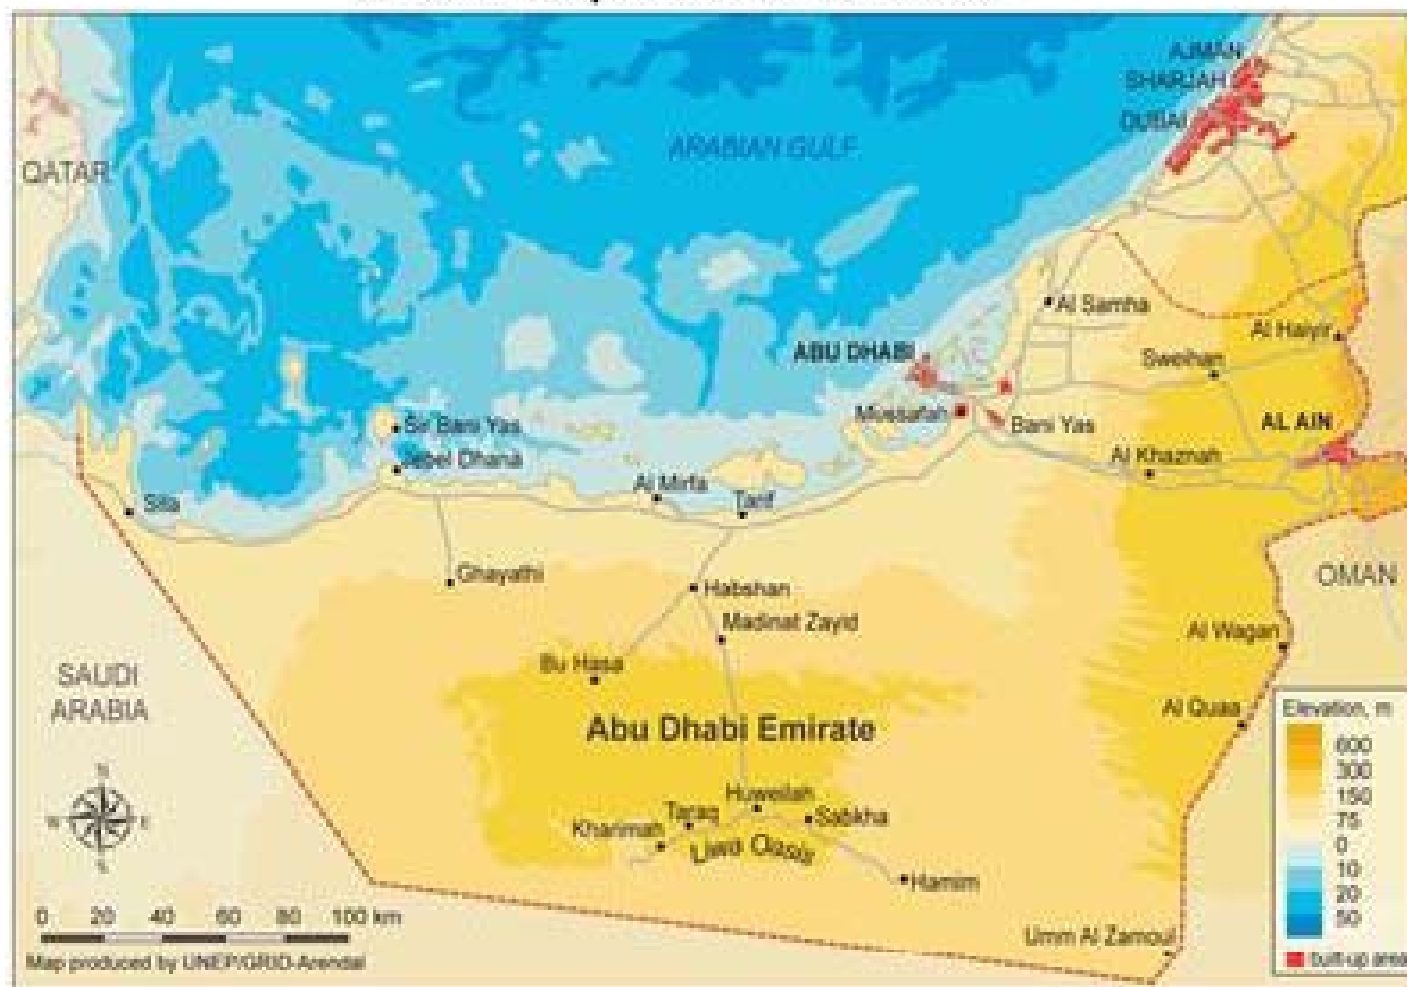 AJMAN
SHARJAH
DUBAI
QATAR
ARABIAN GULF
Al Samha
Al Haiyir
ABU DHABI
Sweihan
Mussafah
Bani Yas
AL AIN
Sir Bani Yas
Jebel Dhana
Al Khaznah
Al Mirfa
Tarif
Sila
Ghayathi
Habshan
OMAN
Madinat Zayid
Al Wagan
Bu Hasa
SAUDI
ARABIA
Al Quaa
Abu Dhabi Emirate
Elevation, m
600
300
150
75
0
10
20
50
built-up area
Huweilah
Taraq
Sabkha
Kharimah
Liwa Oasis
Hamim
N
W
E
S
Umm Al Zamoul
0 20 40 60 80 100 km
Map produced by UNEP/GRID-Arendal